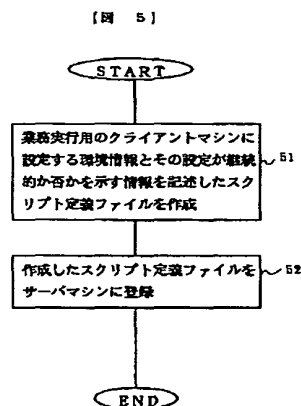 【図 5】
START
業務実行用のクライアントマシンに
設定する環境情報とその設定が継続
的か否かを示す情報を記述したスク
リプト定義ファイルを作成
51
作成したスクリプト定義ファイルを
サーバマシンに登録
52
END